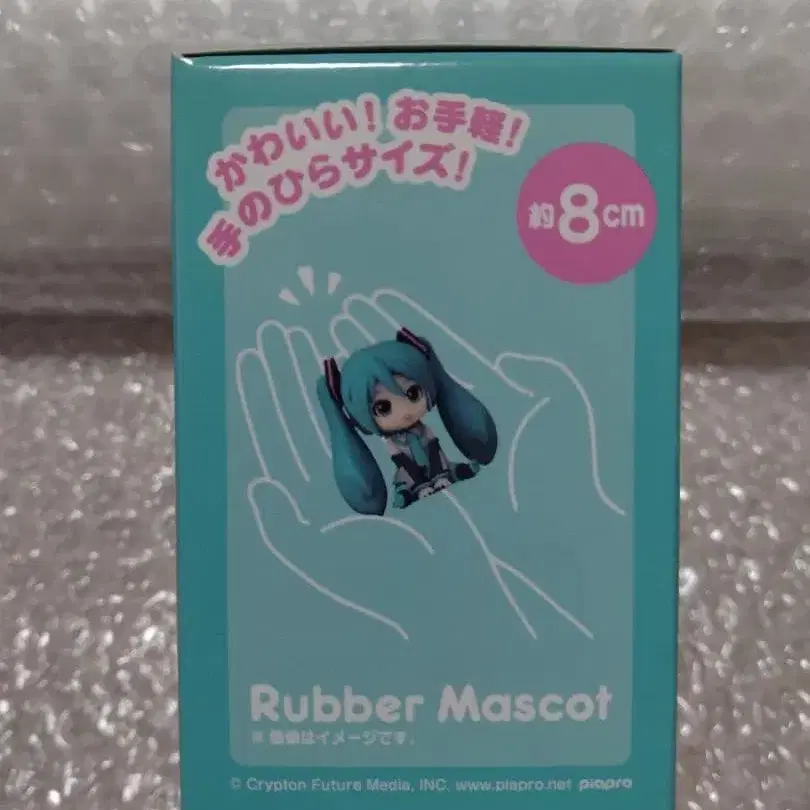 かわいい！お手軽！
手のひらサイズ！
約8cm
Rubber Mascot
※画像はイメージです。
© Crypton Future Media, INC. www.piapro.net piapro